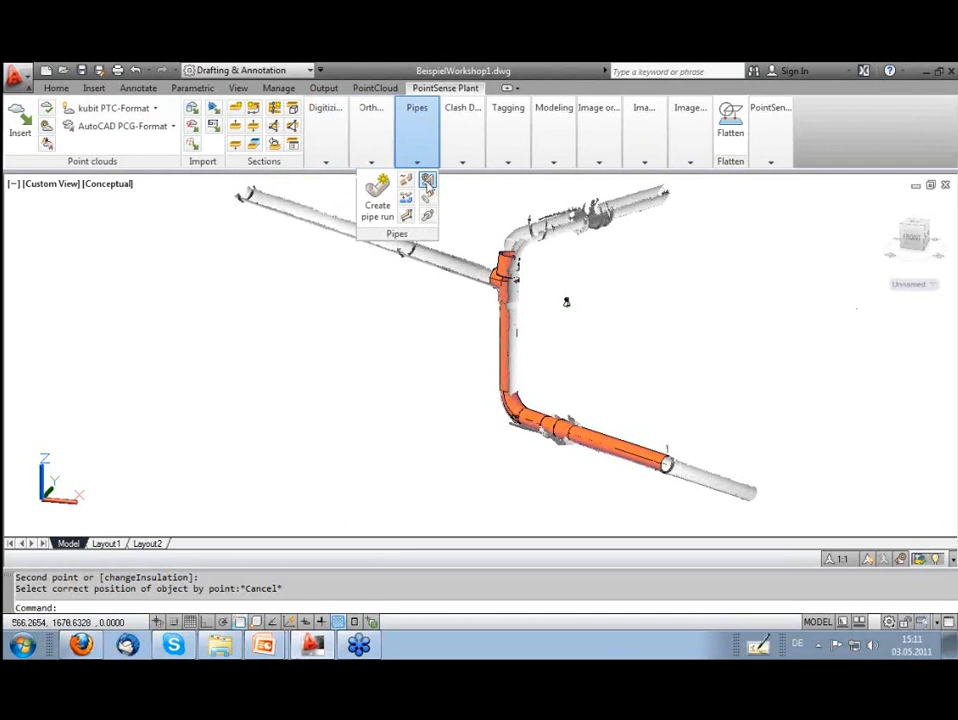 Drafting & Annotation
BeispielWorkshop1.dwg
Type a keyword or phrase
Sign In
Home Insert Annotate Parametric View Manage Output PointCloud PointSense Plant
Insert
kubit PTC-Format
AutoCAD PCG-Format
Digitizi...
Orth...
Pipes
Clash D...
Tagging
Modeling
Image or...
Ima...
Image...
Flatten
PointSen...
Point clouds
Import
Sections
Flatten
[−] [Custom View] [Conceptual]
Create
pipe run
Pipes
FRONT
Unnamed
Z
Y
X
Model Layout1 Layout2
1:1
Second point or [changeInsulation]:
Select correct position of object by point:*Cancel*
Command:
566.2654, 1678.6328, 0.0000
MODEL
DE
15:11
03.05.2011